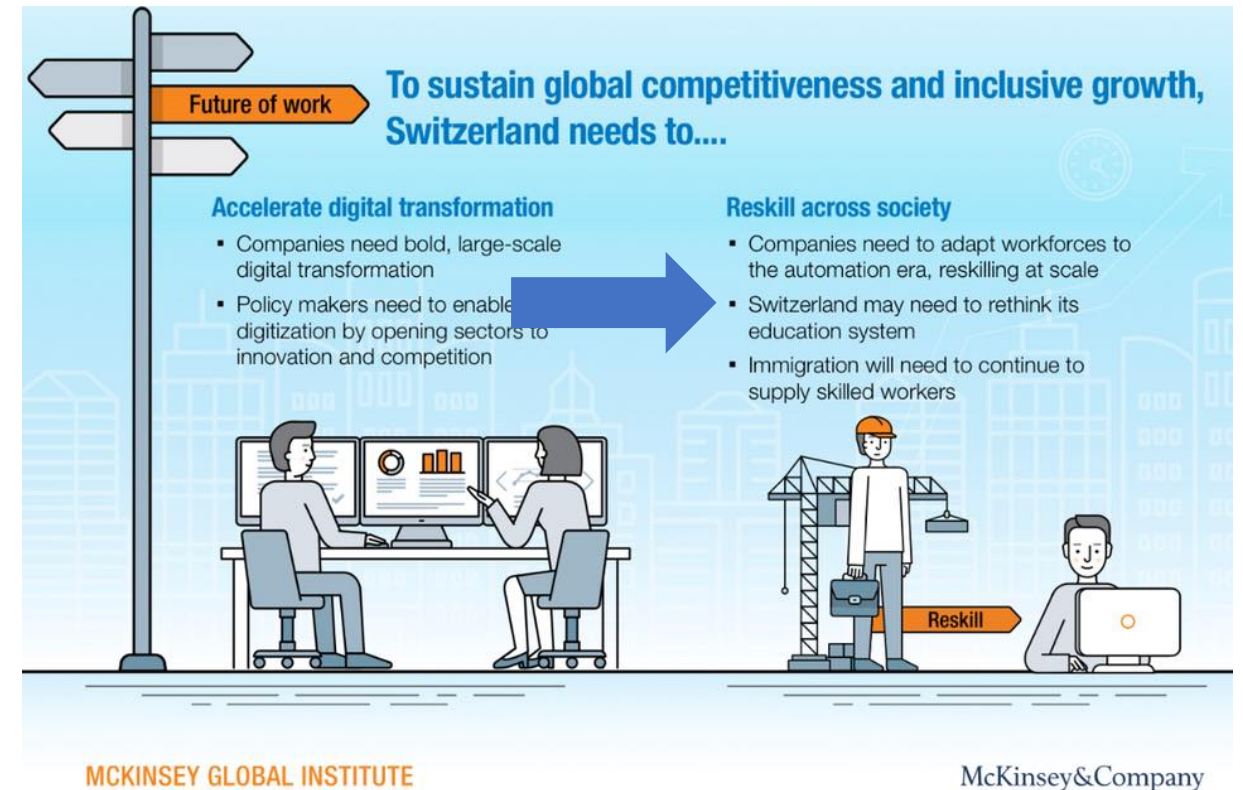 Future of work
To sustain global competitiveness and inclusive growth,
Switzerland needs to....
Accelerate digital transformation
▪ Companies need bold, large-scale
digital transformation
▪ Policy makers need to enable
digitization by opening sectors to
innovation and competition
Reskill across society
▪ Companies need to adapt workforces to
the automation era, reskilling at scale
▪ Switzerland may need to rethink its
education system
▪ Immigration will need to continue to
supply skilled workers
Reskill
MCKINSEY GLOBAL INSTITUTE
McKinsey&Company